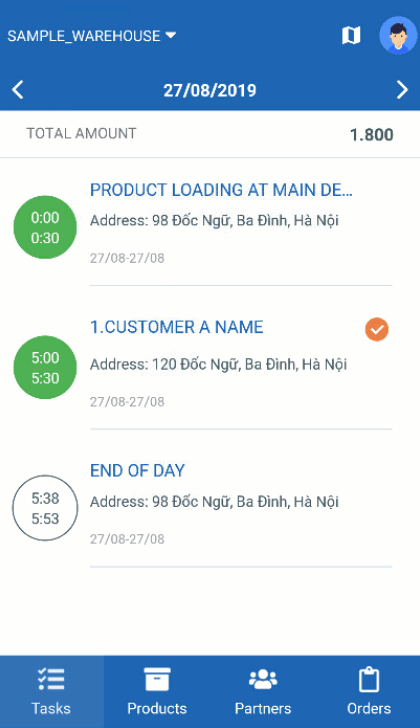 SAMPLE_WAREHOUSE
27/08/2019
TOTAL AMOUNT 1.800
PRODUCT LOADING AT MAIN DE...
0:00
0:30
Address: 98 Đốc Ngữ, Ba Đình, Hà Nội
27/08-27/08
1.CUSTOMER A NAME
5:00
5:30
Address: 120 Đốc Ngữ, Ba Đình, Hà Nội
27/08-27/08
END OF DAY
5:38
5:53
Address: 98 Đốc Ngữ, Ba Đình, Hà Nội
27/08-27/08
Tasks Products Partners Orders